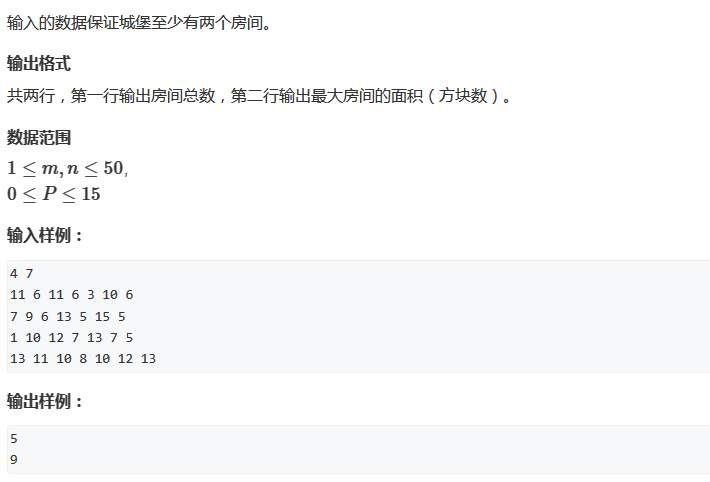 输入的数据保证城堡至少有两个房间。
输出格式
共两行，第一行输出房间总数，第二行输出最大房间的面积（方块数）。
数据范围
1 ≤ m, n ≤ 50,
0 ≤ P ≤ 15
输入样例：
4 7
11 6 11 6 3 10 6
7 9 6 13 5 15 5
1 10 12 7 13 7 5
13 11 10 8 10 12 13
输出样例：
5
9